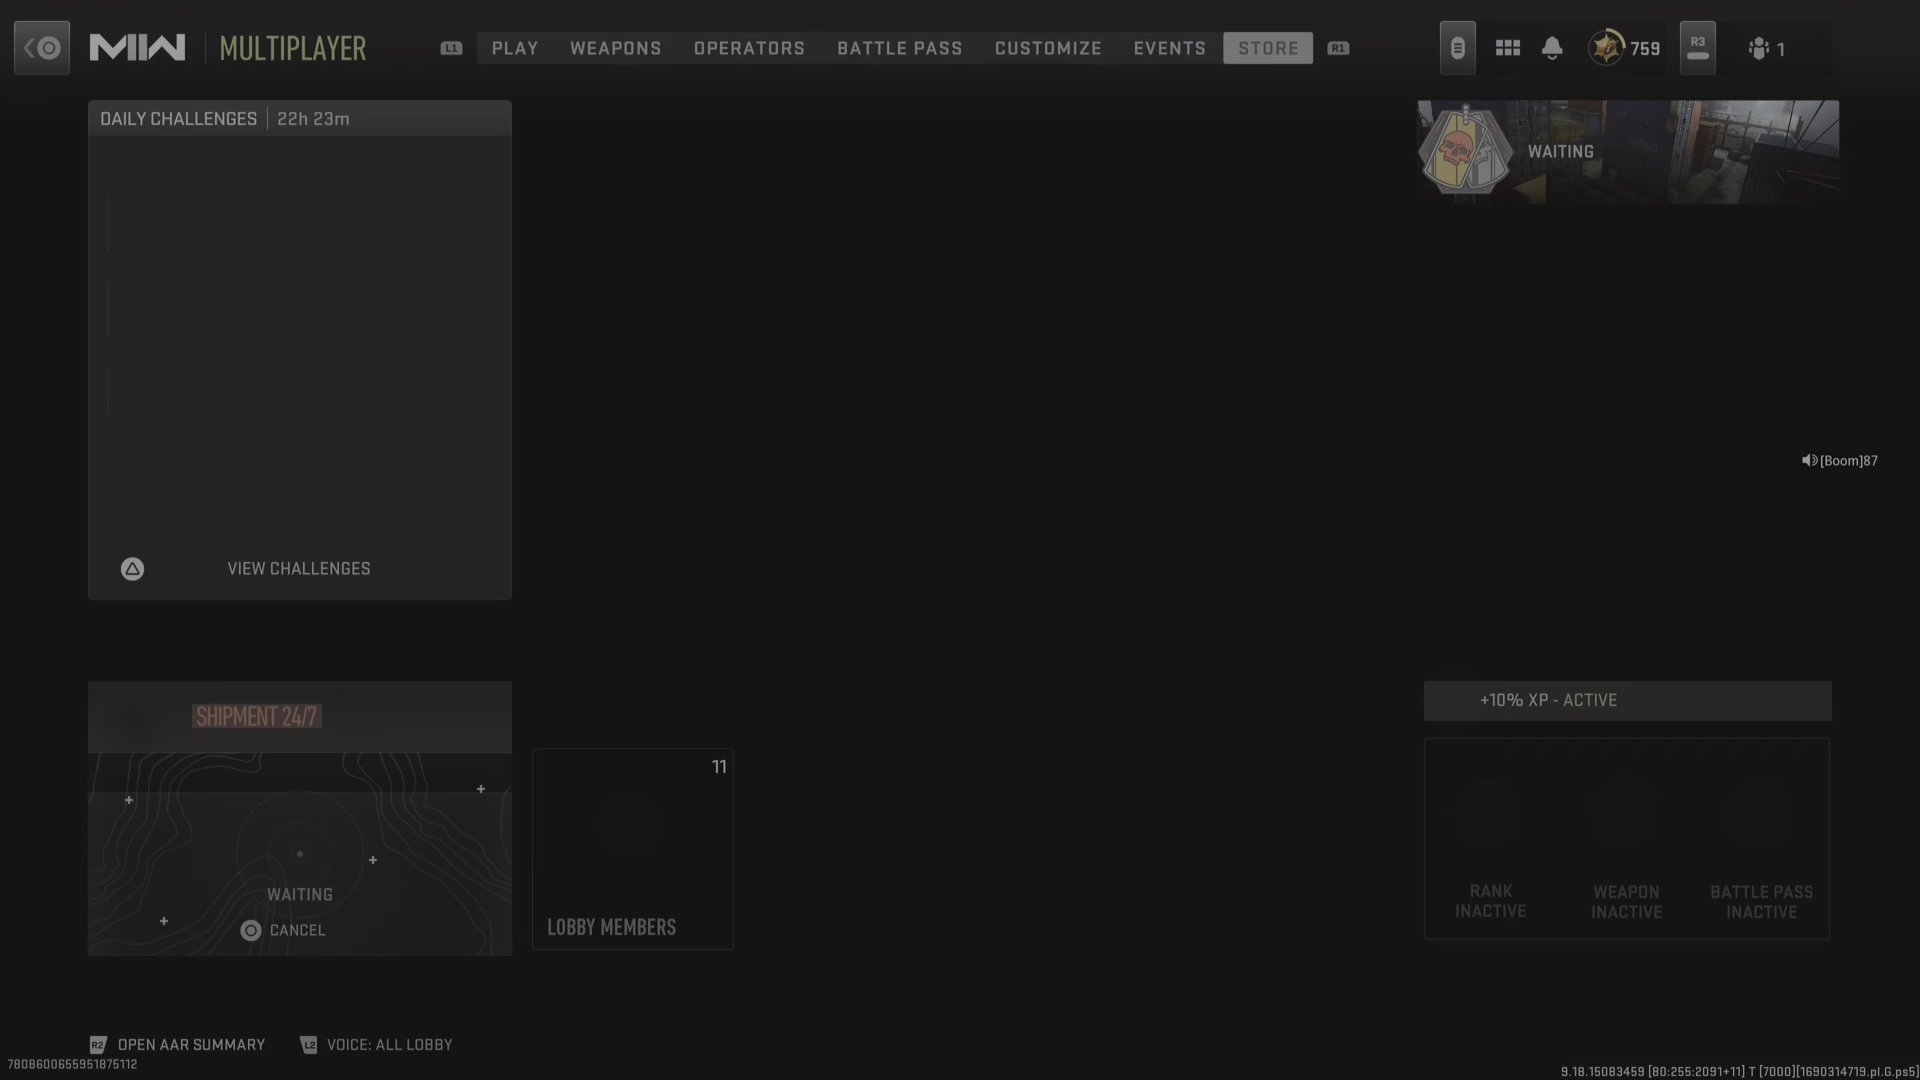 MW MULTIPLAYER
L1 PLAY WEAPONS OPERATORS BATTLE PASS CUSTOMIZE EVENTS STORE R1
759
R3
1
DAILY CHALLENGES 22h 23m
WAITING
[Boom]87
VIEW CHALLENGES
SHIPMENT 24/7
+10% XP - ACTIVE
11
WAITING
CANCEL
LOBBY MEMBERS
RANK
INACTIVE
WEAPON
INACTIVE
BATTLE PASS
INACTIVE
R2 OPEN AAR SUMMARY L2 VOICE: ALL LOBBY
7808600655951875112
9.18.15083459 [80:255:2091+11] T [7000][1690314719.pl.G.ps5]